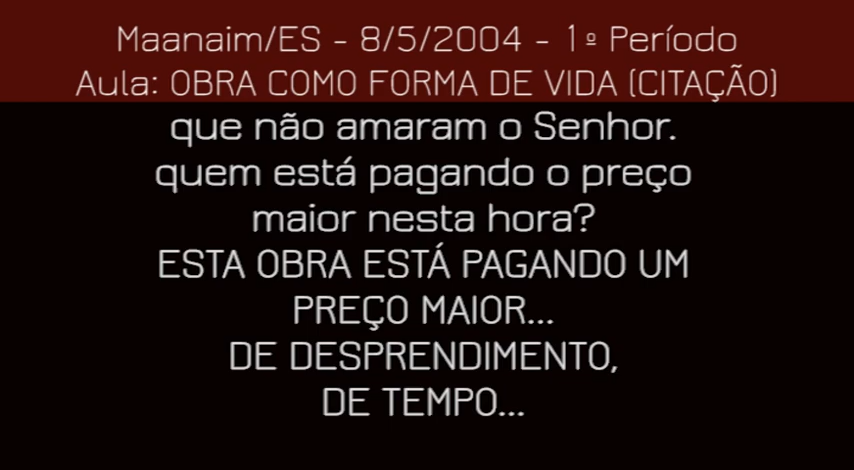 Maanaim/ES - 8/5/2004 - 1º Período
Aula: OBRA COMO FORMA DE VIDA (CITAÇÃO)
que não amaram o Senhor.
quem está pagando o preço
maior nesta hora?
ESTA OBRA ESTÁ PAGANDO UM
PREÇO MAIOR...
DE DESPRENDIMENTO,
DE TEMPO...